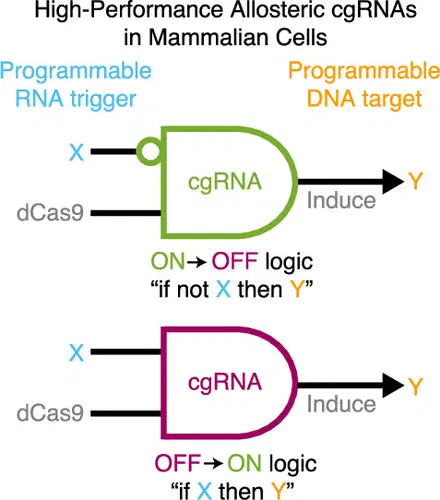 High-Performance Allosteric cgRNAs
in Mammalian Cells
Programmable
RNA trigger
Programmable
DNA target
X
cgRNA
Y
dCas9
Induce
ON→OFF logic
“if not X then Y”
X
cgRNA
Y
dCas9
Induce
OFF→ON logic
“if X then Y”